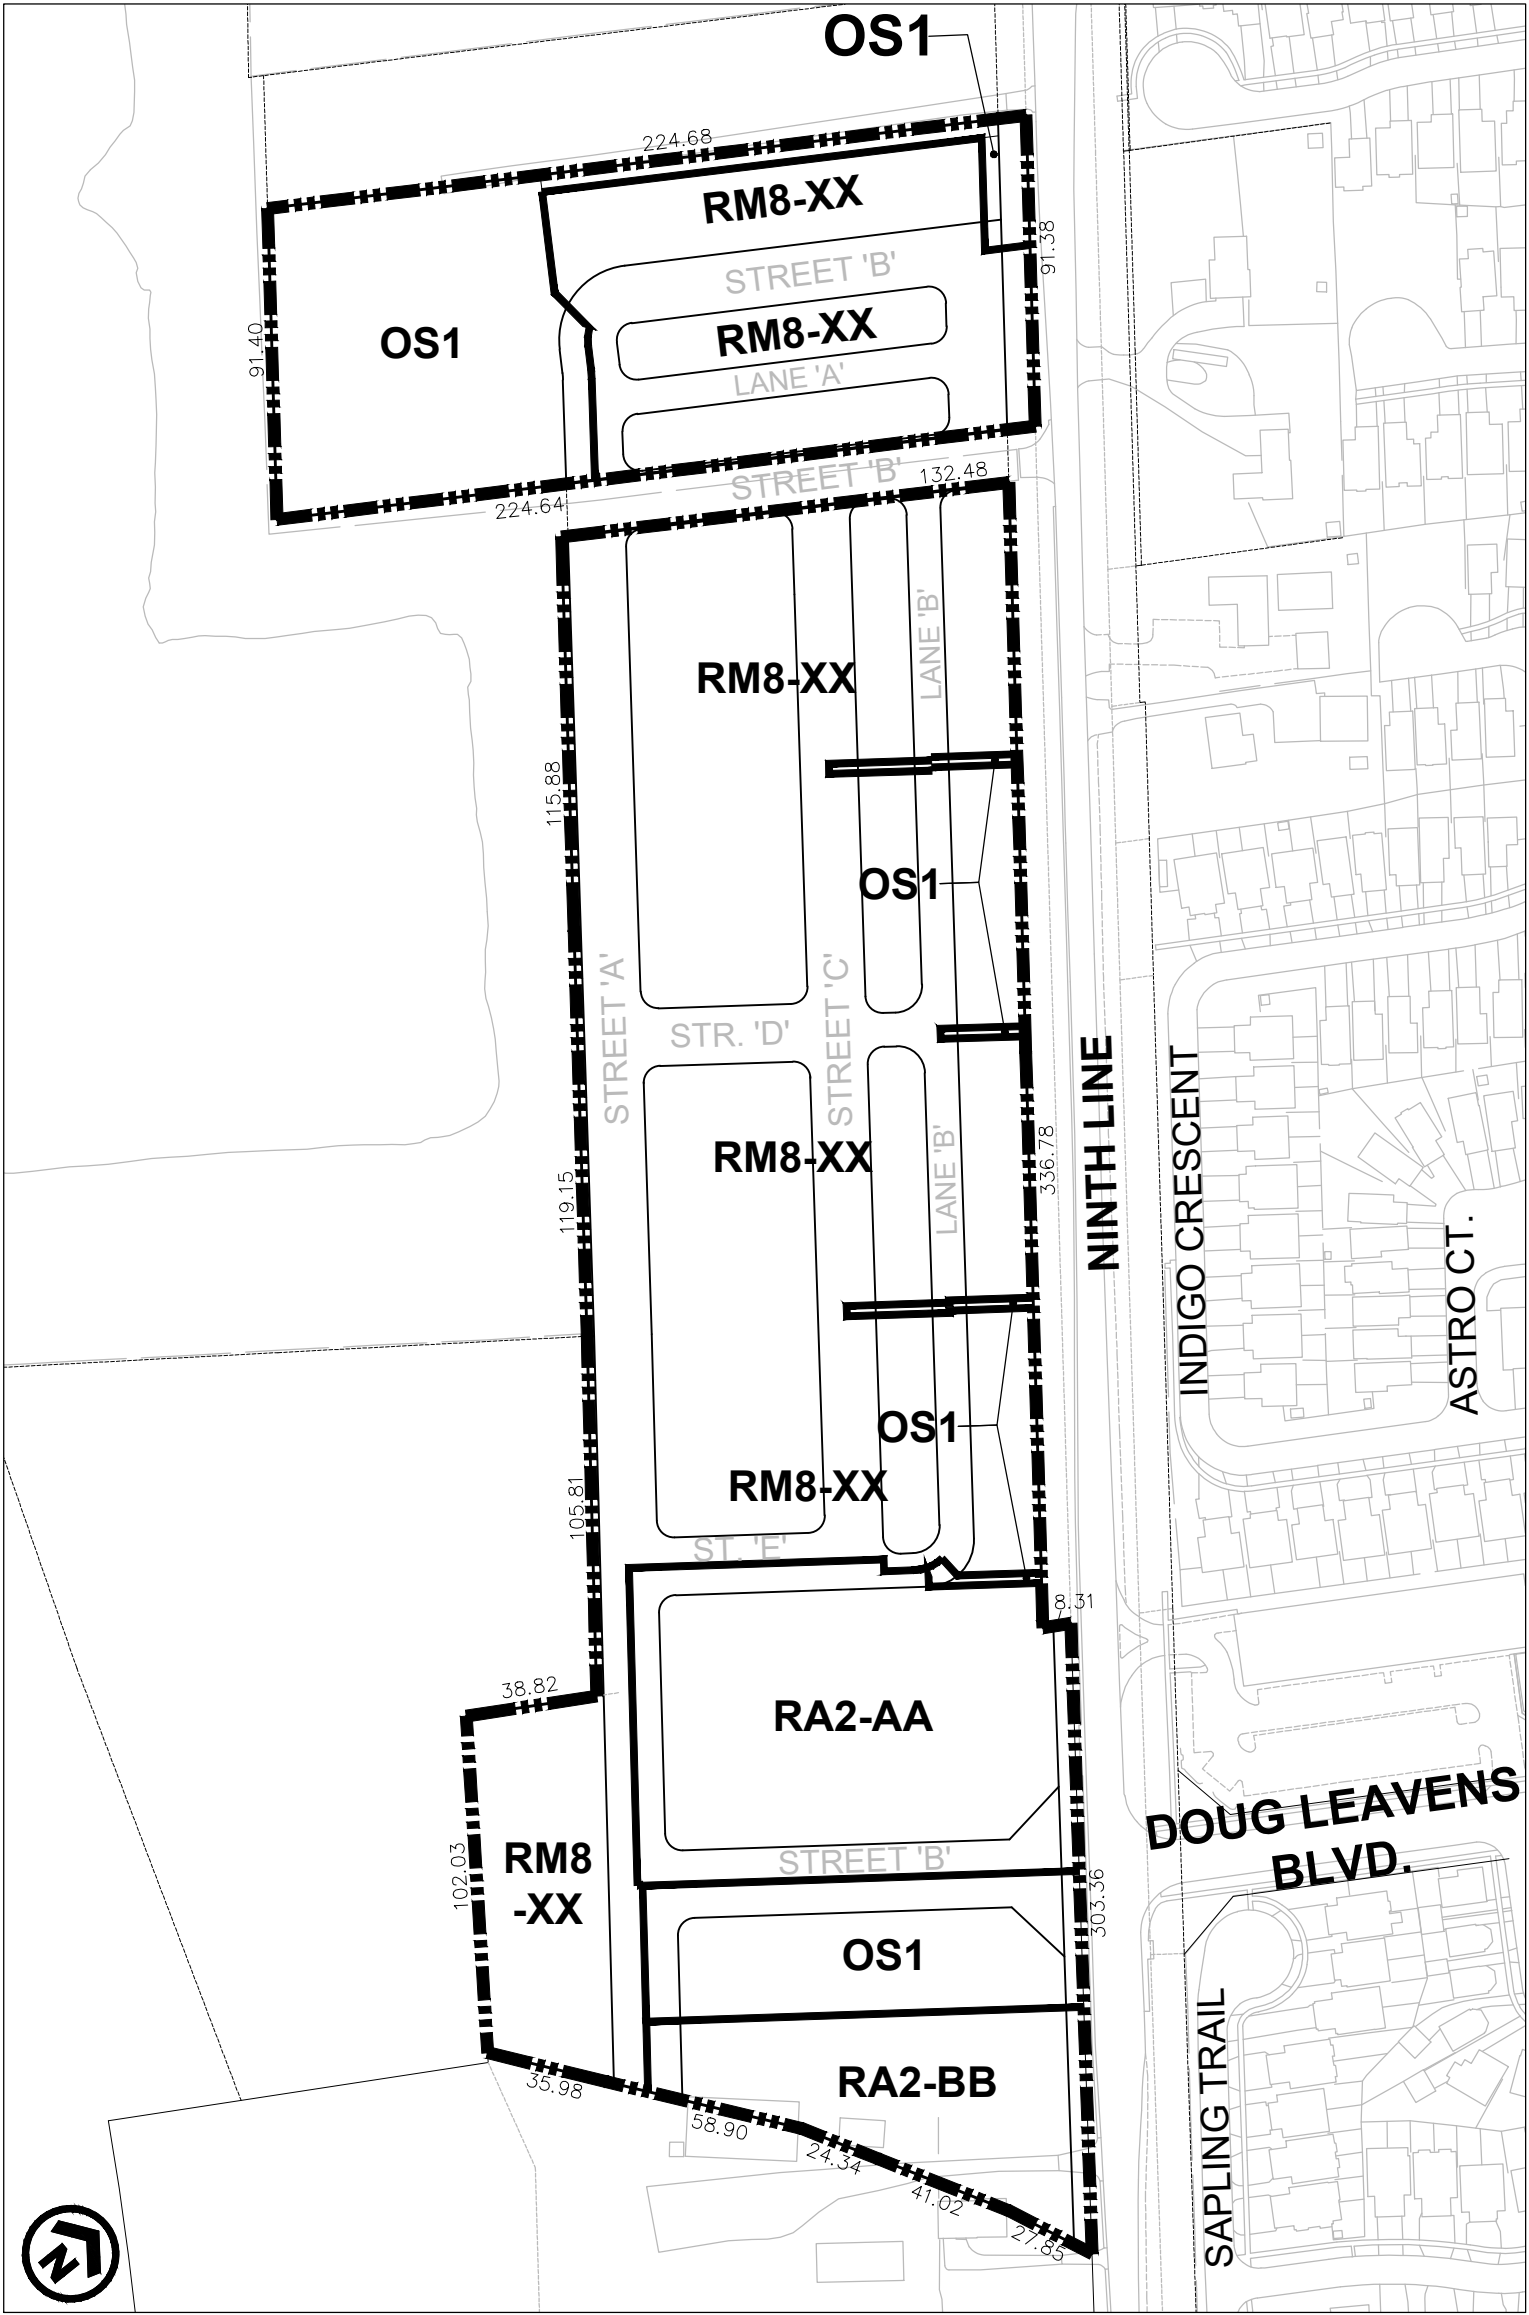 OS1
224.68
RM8-XX
91.38
STREET 'B'
OS1
91.40
RM8-XX
LANE 'A'
STREET 'B'
132.48
224.64
LANE 'B'
RM8-XX
115.88
OS1
STREET 'A'
STREET 'C'
STR. 'D'
NINTH LINE
INDIGO CRESCENT
RM8-XX
LANE 'B'
336.78
119.15
ASTRO CT.
OS1
RM8-XX
105.81
ST. 'E'
8.31
38.82
RA2-AA
DOUG LEAVENS
BLVD.
RM8
-XX
102.03
STREET 'B'
303.36
OS1
SAPLING TRAIL
RA2-BB
35.98
58.90
24.34
41.02
27.85
N